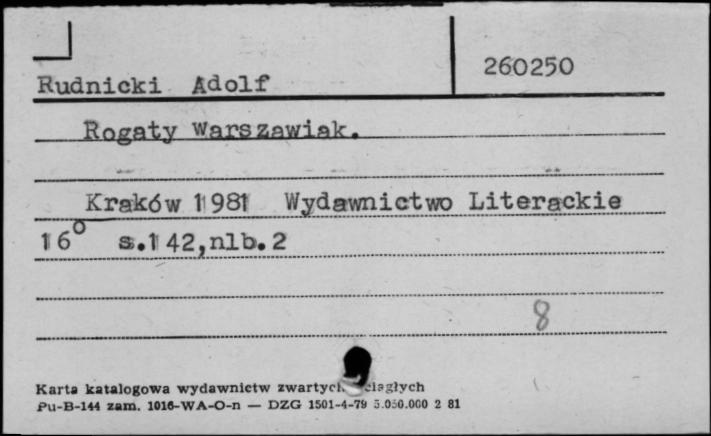 260250
Rudnicki Adolf
Rogaty Warszawiak.
Kraków 1981 Wydawnictwo Literackie
16° s.142,nlb.2
8
Karta katalogowa wydawnictw zwartych
Pu-B-144 zam. 1016-WA-O-n — DZG 1501-4-79 5.050.000 2 81